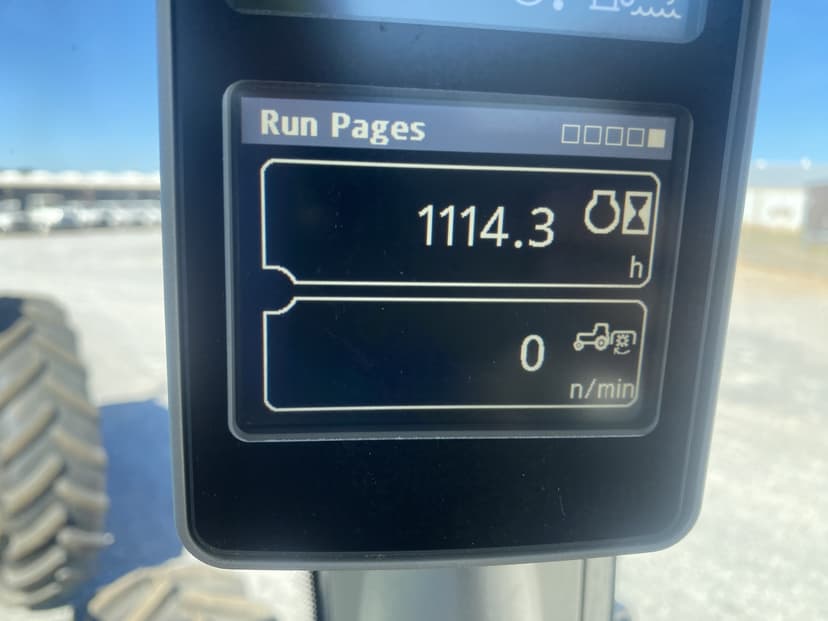 Run Pages
1114.3
h
0
n/min